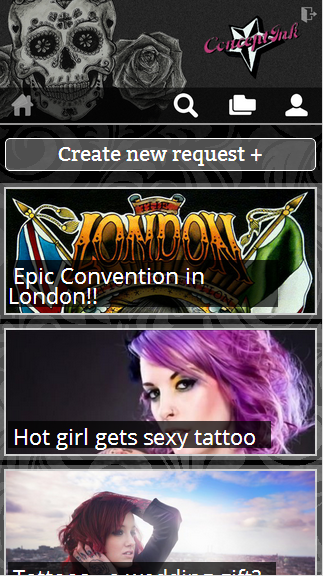 ConceptInk
Create new request +
LONDON
Epic Convention in
London!!
Hot girl gets sexy tattoo